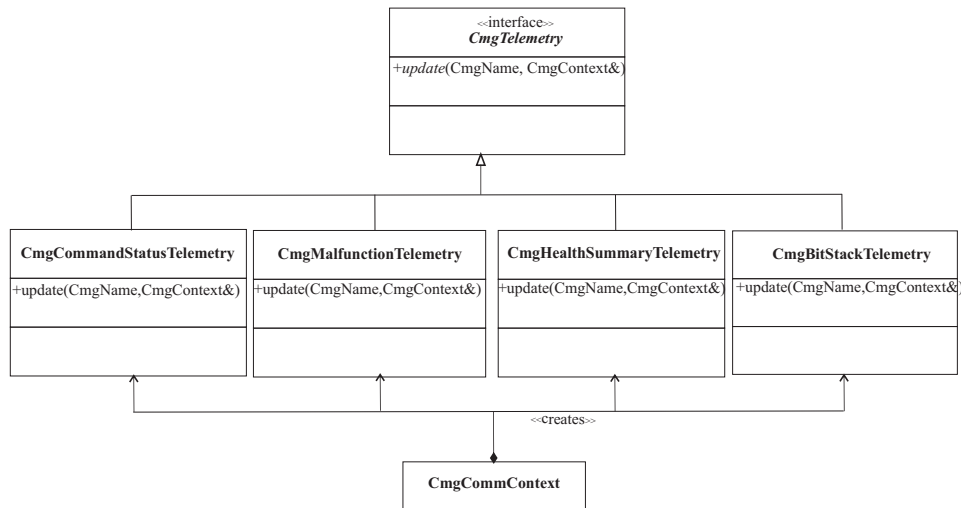 <<interface>>
CmgTelemetry
+update(CmgName, CmgContext&)
CmgCommandStatusTelemetry
+update(CmgName,CmgContext&)
CmgMalfunctionTelemetry
+update(CmgName,CmgContext&)
CmgHealthSummaryTelemetry
+update(CmgName,CmgContext&)
CmgBitStackTelemetry
+update(CmgName,CmgContext&)
<<creates>>
CmgCommContext